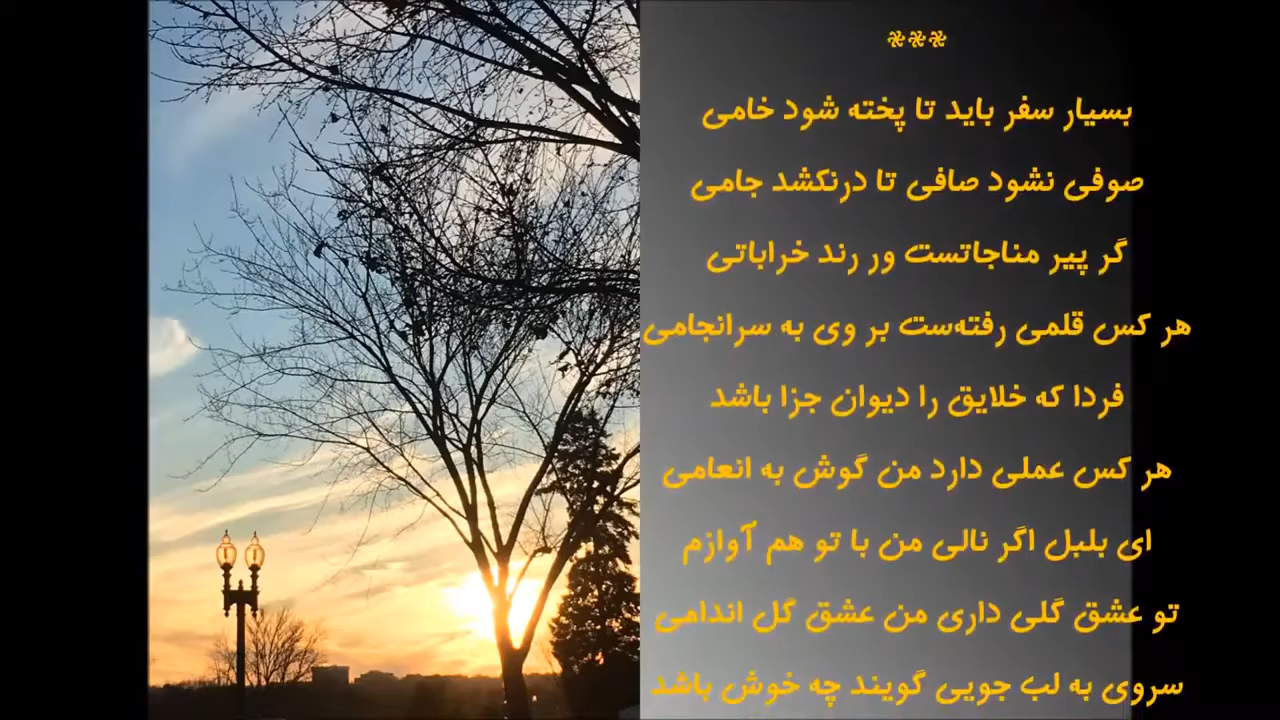 ***
بسیار سفر باید تا پخته شود خامی
صوفی نشود صافی تا درنکشد جامی
گر پیر مناجاتست ور رند خراباتی
هر کس قلمی رفته‌ست بر وی به سرانجامی
فردا که خلایق را دیوان جزا باشد
هر کس عملی دارد من گوش به انعامی
ای بلبل اگر نالی من با تو هم آوازم
تو عشق گلی داری من عشق گل اندامی
سروی به لب جویی گویند چه خوش باشد